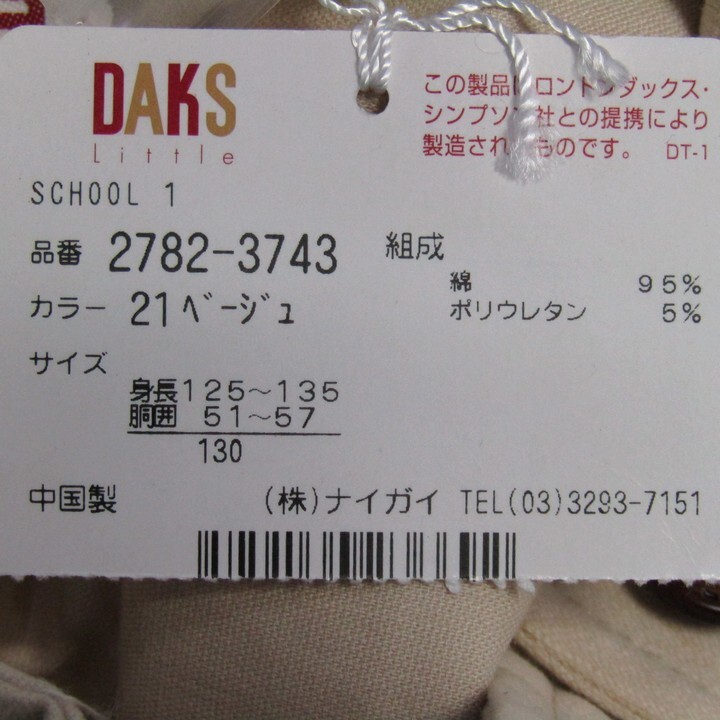 DAKS
Little
この製品は ロンドン ダックス・
シンプソン社との提携により
製造され ものです。 DT-1
SCHOOL 1
品番 2782-3743
カラー 21ベージュ
サイズ
身長125～135
胴囲 51～57
130
組成
綿 95%
ポリウレタン 5%
中国製 (株)ナイガイ TEL(03)3293-7151